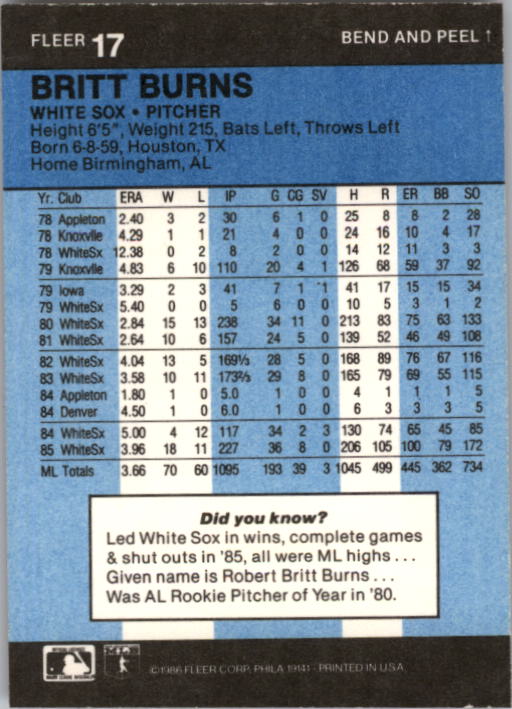 FLEER 17 BEND AND PEEL ↑
BRITT BURNS
WHITE SOX • PITCHER
Height 6'5", Weight 215, Bats Left, Throws Left
Born 6-8-59, Houston, TX
Home Birmingham, AL
Yr. Club ERA W L IP G CG SV H R ER BB SO
78 Appleton 2.40 3 2 30 6 1 0 25 8 8 2 28
78 Knoxvlle 4.29 1 1 21 4 0 0 24 16 10 4 17
78 WhiteSx 12.38 0 2 8 2 0 0 14 12 11 3 3
79 Knoxvlle 4.83 6 10 110 20 4 1 126 68 59 37 92
79 Iowa 3.29 2 3 41 7 1 1 41 17 15 15 34
79 WhiteSx 5.40 0 0 5 6 0 0 10 5 3 1 2
80 WhiteSx 2.84 15 13 238 34 11 0 213 83 75 63 133
81 WhiteSx 2.64 10 6 157 24 5 0 139 52 46 49 108
82 WhiteSx 4.04 13 5 169⅓ 28 5 0 168 89 76 67 116
83 WhiteSx 3.58 10 11 173⅔ 29 8 0 165 79 69 55 115
84 Appleton 1.80 1 0 5.0 1 0 0 4 1 1 1 5
84 Denver 4.50 1 0 6.0 1 0 0 6 3 3 3 5
84 WhiteSx 5.00 4 12 117 34 2 3 130 74 65 45 85
85 WhiteSx 3.96 18 11 227 36 8 0 206 105 100 79 172
ML Totals 3.66 70 60 1095 193 39 3 1045 499 445 362 734
Did you know?
Led White Sox in wins, complete games
& shut outs in '85, all were ML highs . . .
Given name is Robert Britt Burns . . .
Was AL Rookie Pitcher of Year in '80.
©1986 FLEER CORP. PHILA 19141 - PRINTED IN U.S.A.